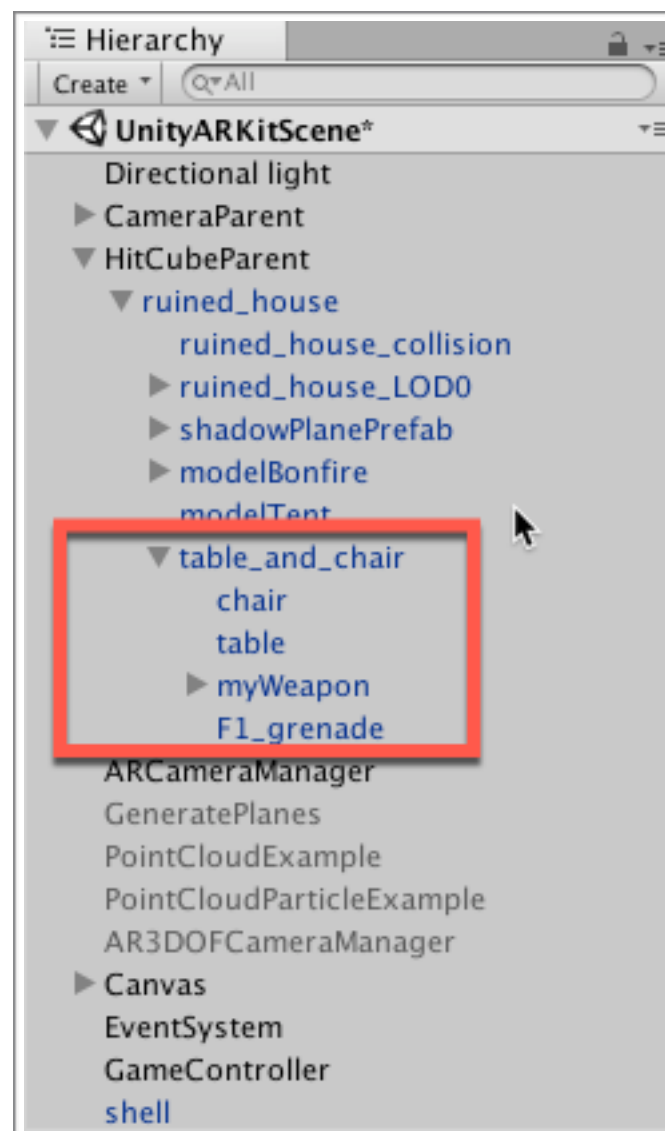 Hierarchy
Create All
UnityARKitScene*
Directional light
CameraParent
HitCubeParent
ruined_house
ruined_house_collision
ruined_house_LOD0
shadowPlanePrefab
modelBonfire
modelTent
table_and_chair
chair
table
myWeapon
F1_grenade
ARCameraManager
GeneratePlanes
PointCloudExample
PointCloudParticleExample
AR3DOFCameraManager
Canvas
EventSystem
GameController
shell